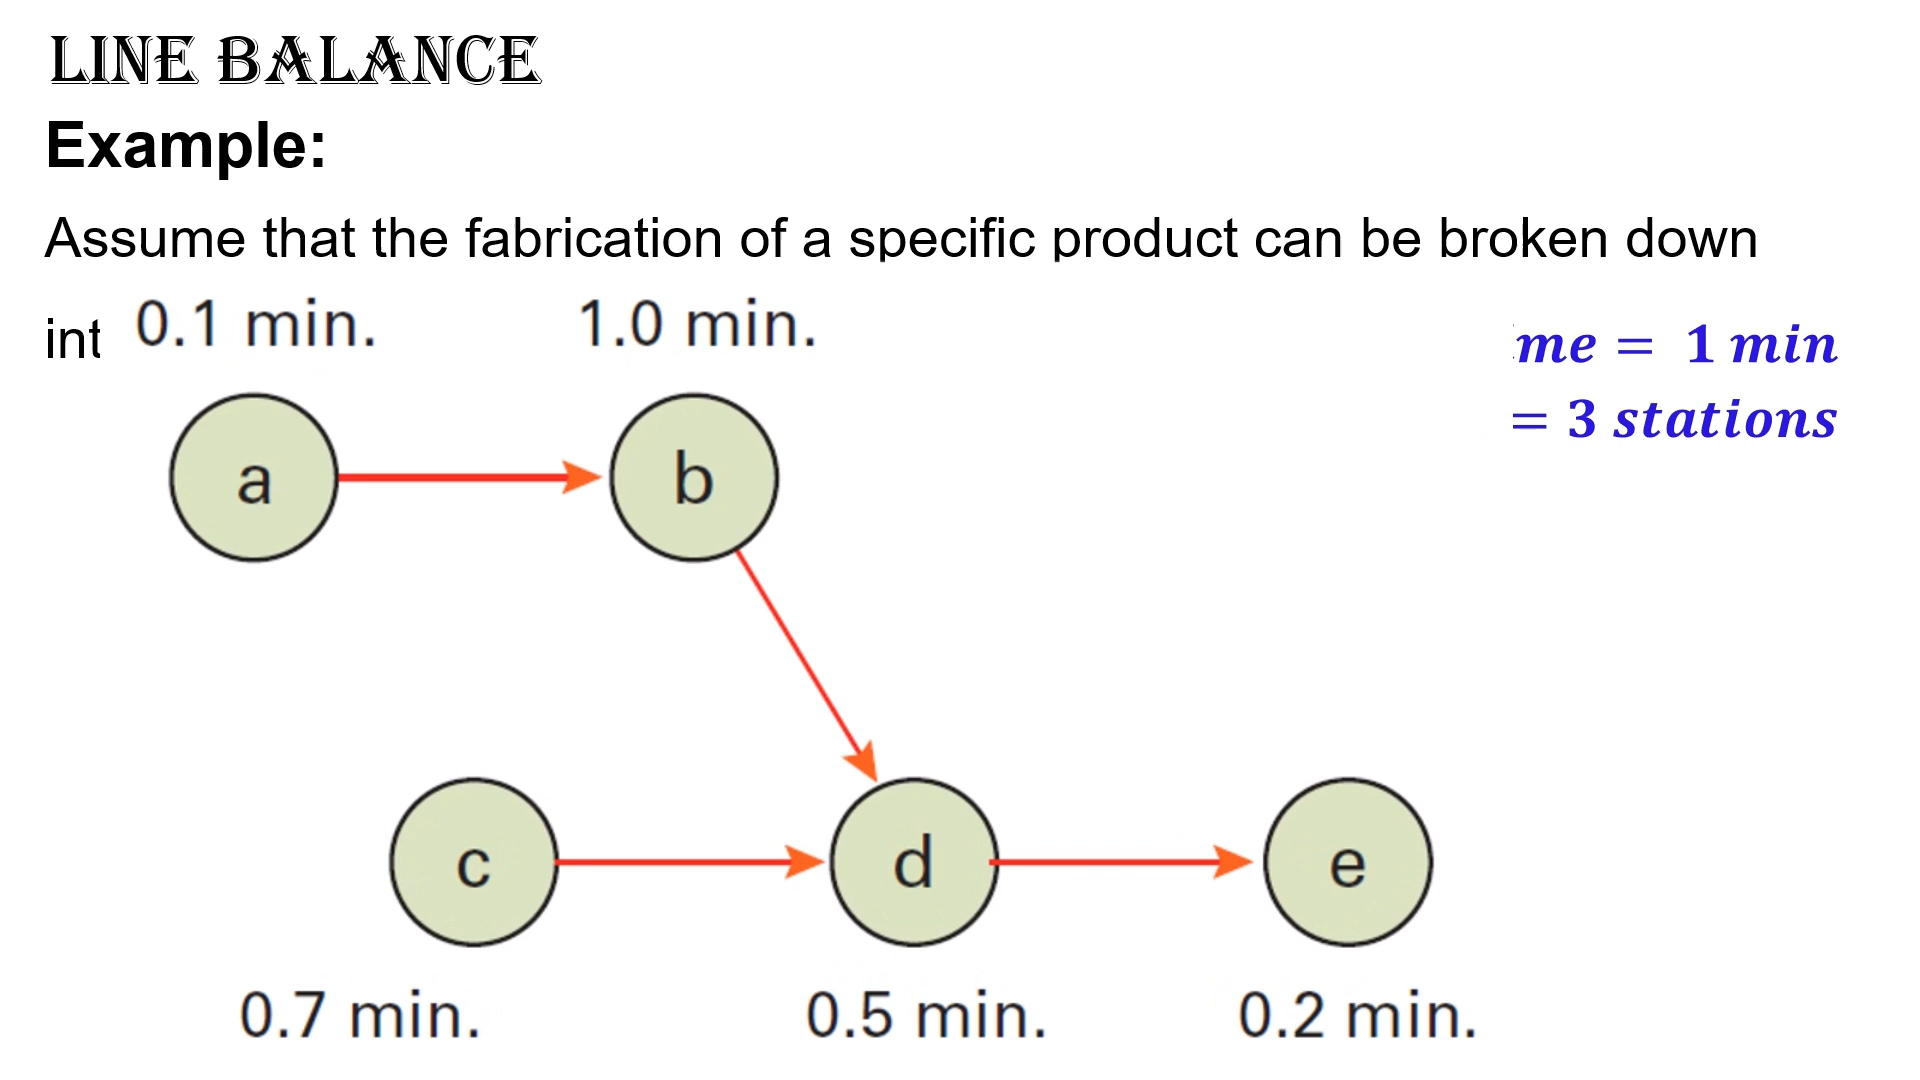 LINE BALANCE
Example:
Assume that the fabrication of a specific product can be broken down
int
0.1 min. 1.0 min.
me = 1 min
= 3 stations
a b
c d e
0.7 min. 0.5 min. 0.2 min.